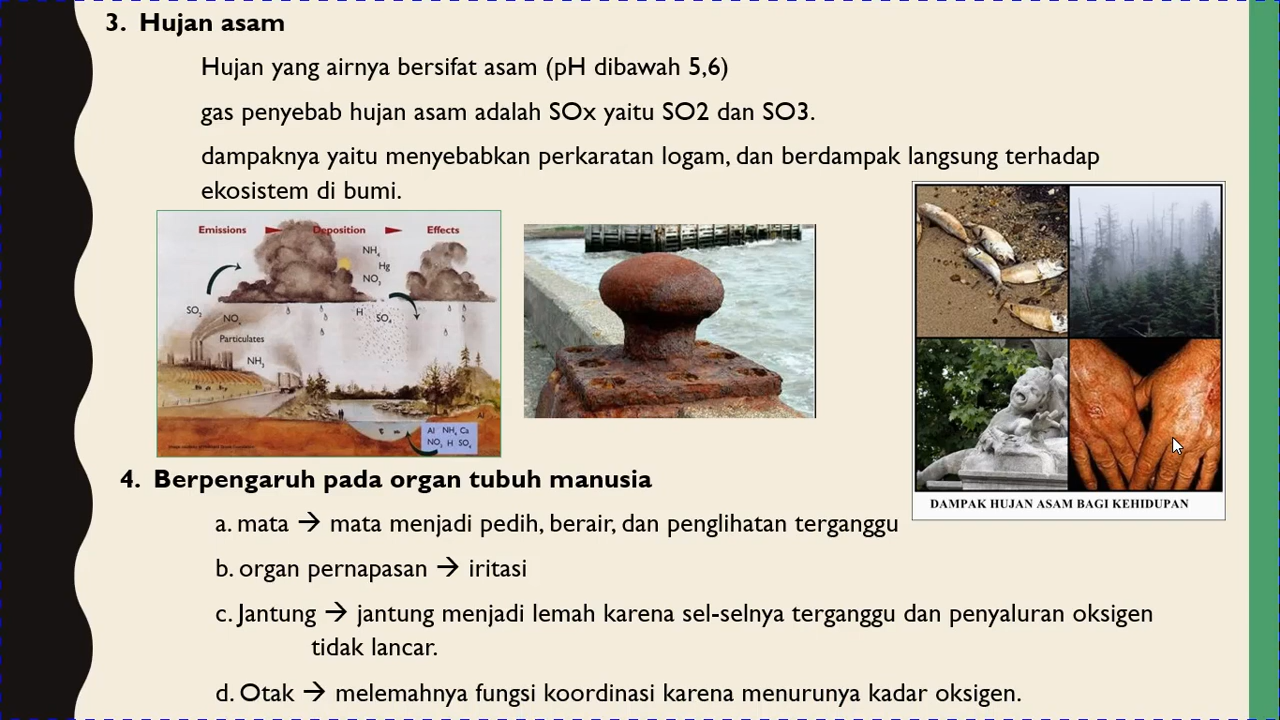 3. Hujan asam
Hujan yang airnya bersifat asam (pH dibawah 5,6)
gas penyebab hujan asam adalah SOx yaitu SO2 dan SO3.
dampaknya yaitu menyebabkan perkaratan logam, dan berdampak langsung terhadap
ekosistem di bumi.
Emissions Deposition Effects
NH4
Hg
NO3
H
SO4
SO2
NOx
Particulates
NH3
Al NH4 Ca
NO3 H SO4
DAMPAK HUJAN ASAM BAGI KEHIDUPAN
4. Berpengaruh pada organ tubuh manusia
a. mata → mata menjadi pedih, berair, dan penglihatan terganggu
b. organ pernapasan → iritasi
c. Jantung → jantung menjadi lemah karena sel-selnya terganggu dan penyaluran oksigen
tidak lancar.
d. Otak → melemahnya fungsi koordinasi karena menurunya kadar oksigen.